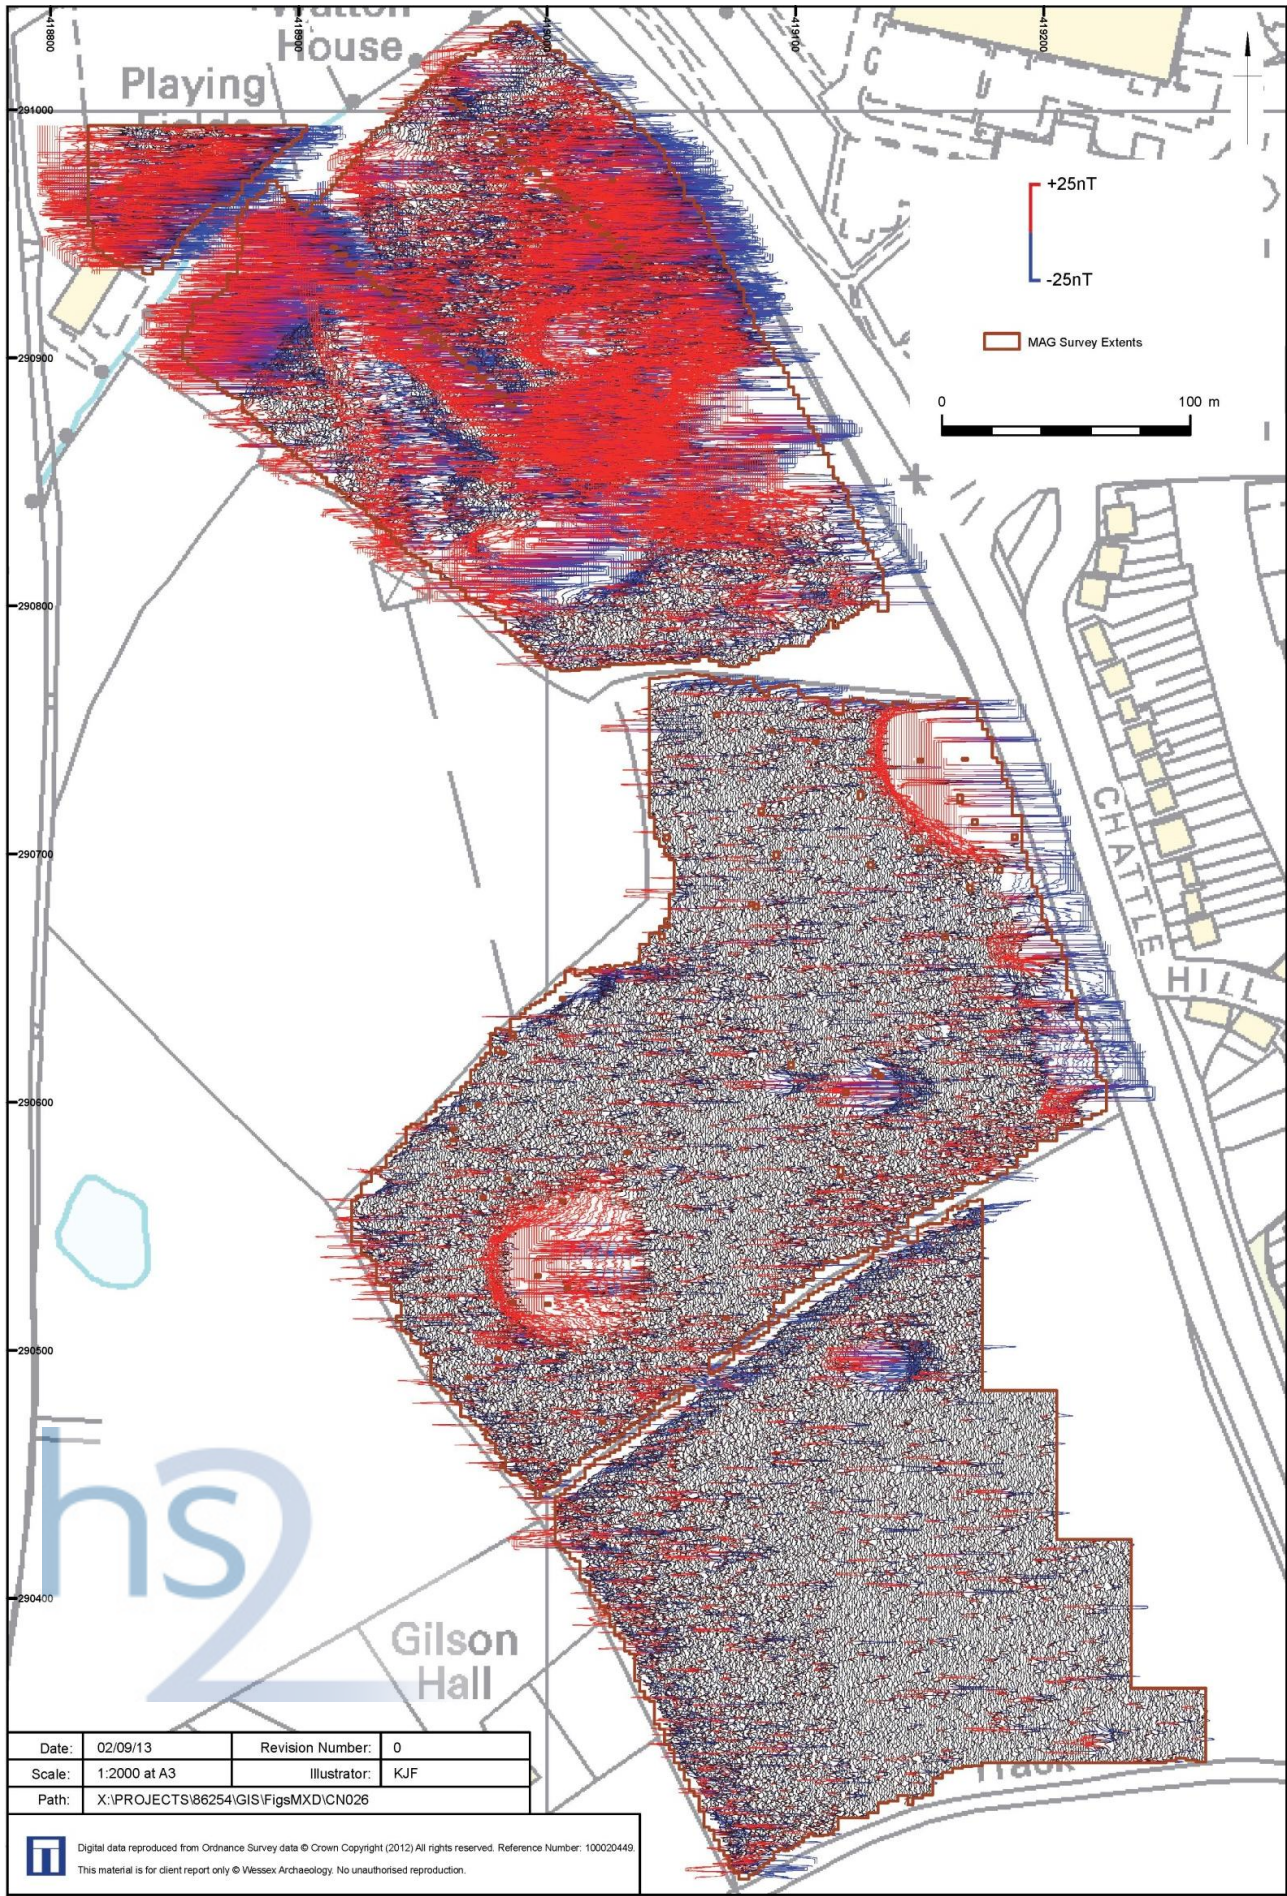 418800
418900
419000
419100
419200
Watton
House
Playing
Fields
291000
290900
290800
290700
290600
290500
290400
+25nT
-25nT
MAG Survey Extents
0 100 m
CHATTLE
HILL
hs2
Gilson
Hall
Track
Date: 02/09/13 Revision Number: 0
Scale: 1:2000 at A3 Illustrator: KJF
Path: X:\PROJECTS\86254\GIS\FigsMXD\CN026
Digital data reproduced from Ordnance Survey data © Crown Copyright (2012) All rights reserved. Reference Number: 100020449.
This material is for client report only © Wessex Archaeology. No unauthorised reproduction.